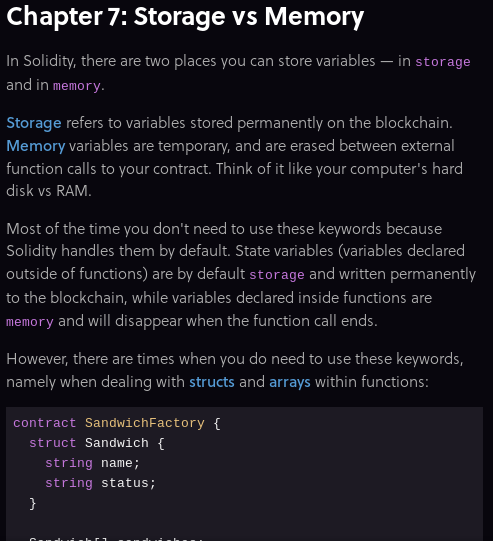 Chapter 7: Storage vs Memory
In Solidity, there are two places you can store variables — in storage
and in memory.
Storage refers to variables stored permanently on the blockchain.
Memory variables are temporary, and are erased between external
function calls to your contract. Think of it like your computer's hard
disk vs RAM.
Most of the time you don't need to use these keywords because
Solidity handles them by default. State variables (variables declared
outside of functions) are by default storage and written permanently
to the blockchain, while variables declared inside functions are
memory and will disappear when the function call ends.
However, there are times when you do need to use these keywords,
namely when dealing with structs and arrays within functions:
contract SandwichFactory {
  struct Sandwich {
    string name;
    string status;
  }
  Sandwich[] sandwiches;